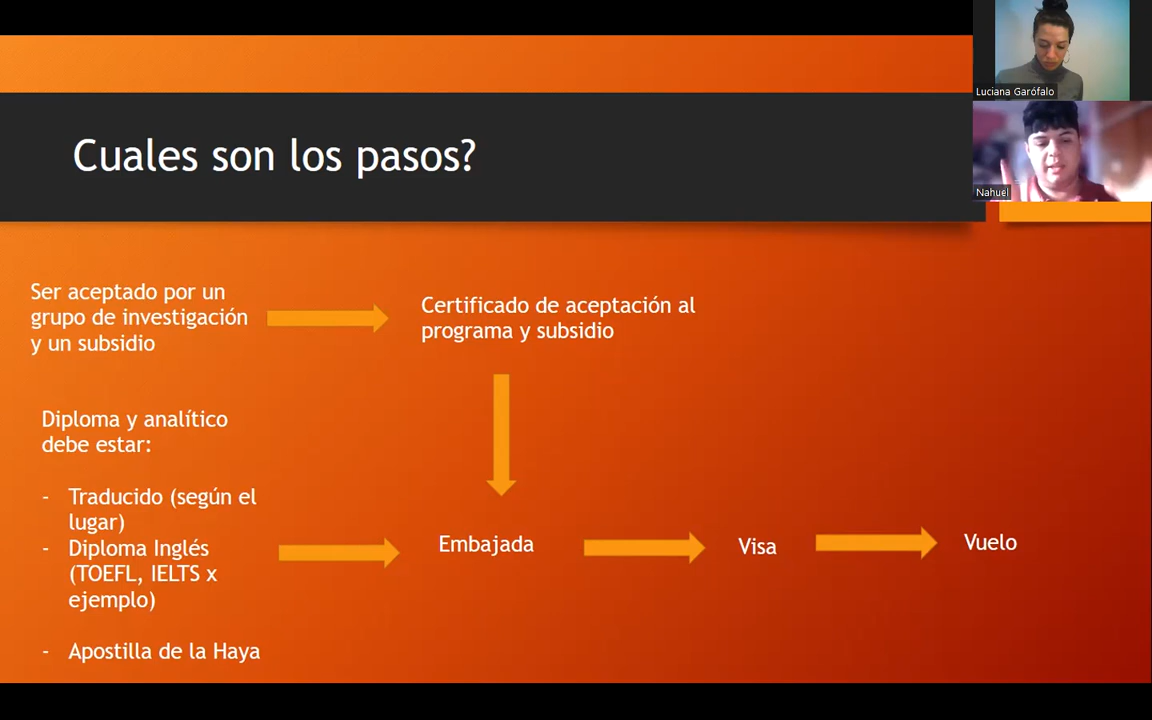 Luciana Garófalo
Nahuel
Cuales son los pasos?
Ser aceptado por un
grupo de investigación
y un subsidio
Certificado de aceptación al
programa y subsidio
Diploma y analítico
debe estar:
- Traducido (según el
lugar)
- Diploma Inglés
(TOEFL, IELTS x
ejemplo)
- Apostilla de la Haya
Embajada
Visa
Vuelo